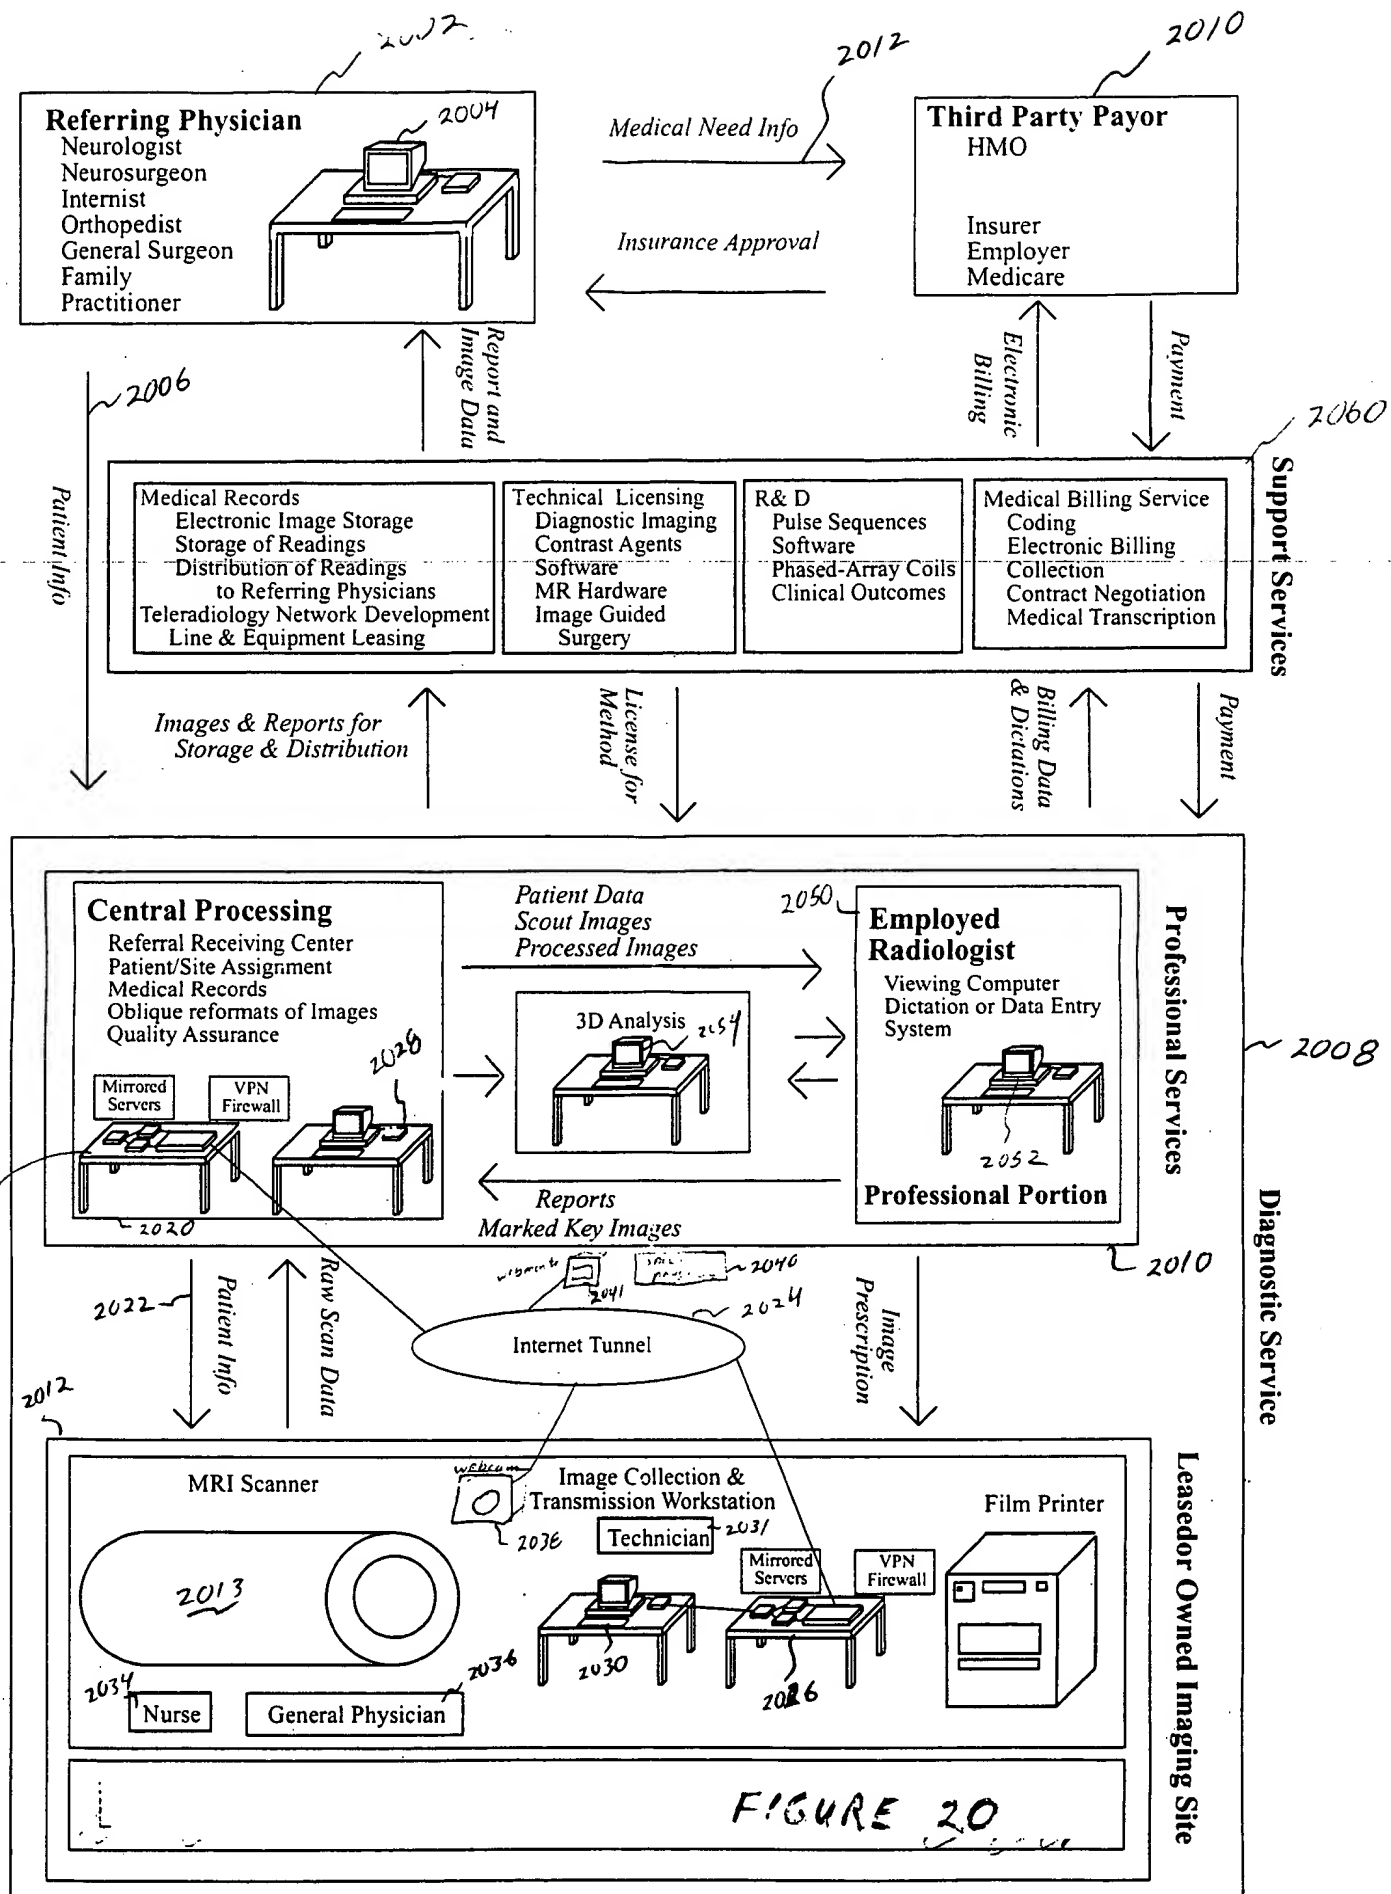 2002
2012
2010
Referring Physician
Neurologist
Neurosurgeon
Internist
Orthopedist
General Surgeon
Family
Practitioner
2004
Medical Need Info
Insurance Approval
Third Party Payor
HMO
Insurer
Employer
Medicare
2006
Patient Info
Report and
Image Data
Electronic
Billing
Payment
2060
Support Services
Medical Records
Electronic Image Storage
Storage of Readings
Distribution of Readings
to Referring Physicians
Teleradiology Network Development
Line & Equipment Leasing
Technical Licensing
Diagnostic Imaging
Contrast Agents
Software
MR Hardware
Image Guided
Surgery
R& D
Pulse Sequences
Software
Phased-Array Coils
Clinical Outcomes
Medical Billing Service
Coding
Electronic Billing
Collection
Contract Negotiation
Medical Transcription
Images & Reports for
Storage & Distribution
License for
Method
Billing Data
& Dictations
Payment
Central Processing
Referral Receiving Center
Patient/Site Assignment
Medical Records
Oblique reformats of Images
Quality Assurance
2028
Mirrored
Servers
VPN
Firewall
2020
Patient Data
Scout Images
Processed Images
3D Analysis
2054
Reports
Marked Key Images
2050
Employed
Radiologist
Viewing Computer
Dictation or Data Entry
System
2052
Professional Portion
Professional Services
2008
Diagnostic Service
2010
2022
Patient Info
Raw Scan Data
2041
2040
2024
Internet Tunnel
Image
Prescription
2012
MRI Scanner
2013
webcam
2038
Image Collection &
Transmission Workstation
Technician
2031
Mirrored
Servers
VPN
Firewall
Film Printer
2030
2026
2034
Nurse
2036
General Physician
Leasedor Owned Imaging Site
FIGURE 20